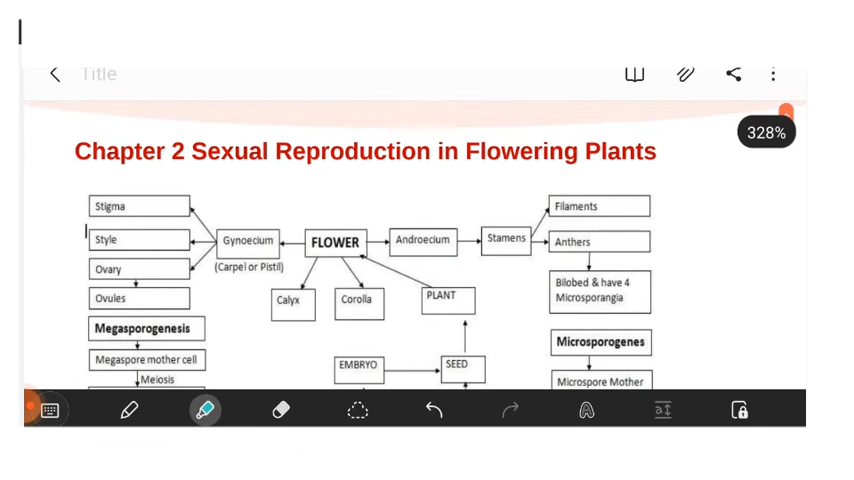 Title
328%
Chapter 2 Sexual Reproduction in Flowering Plants
Stigma
Style
Ovary
Ovules
Gynoecium
(Carpel or Pistil)
FLOWER
Androecium
Stamens
Filaments
Anthers
Bilobed & have 4
Microsporangia
Calyx
Corolla
PLANT
Megasporogenesis
Megaspore mother cell
Meiosis
EMBRYO
SEED
Microsporogenes
Microspore Mother